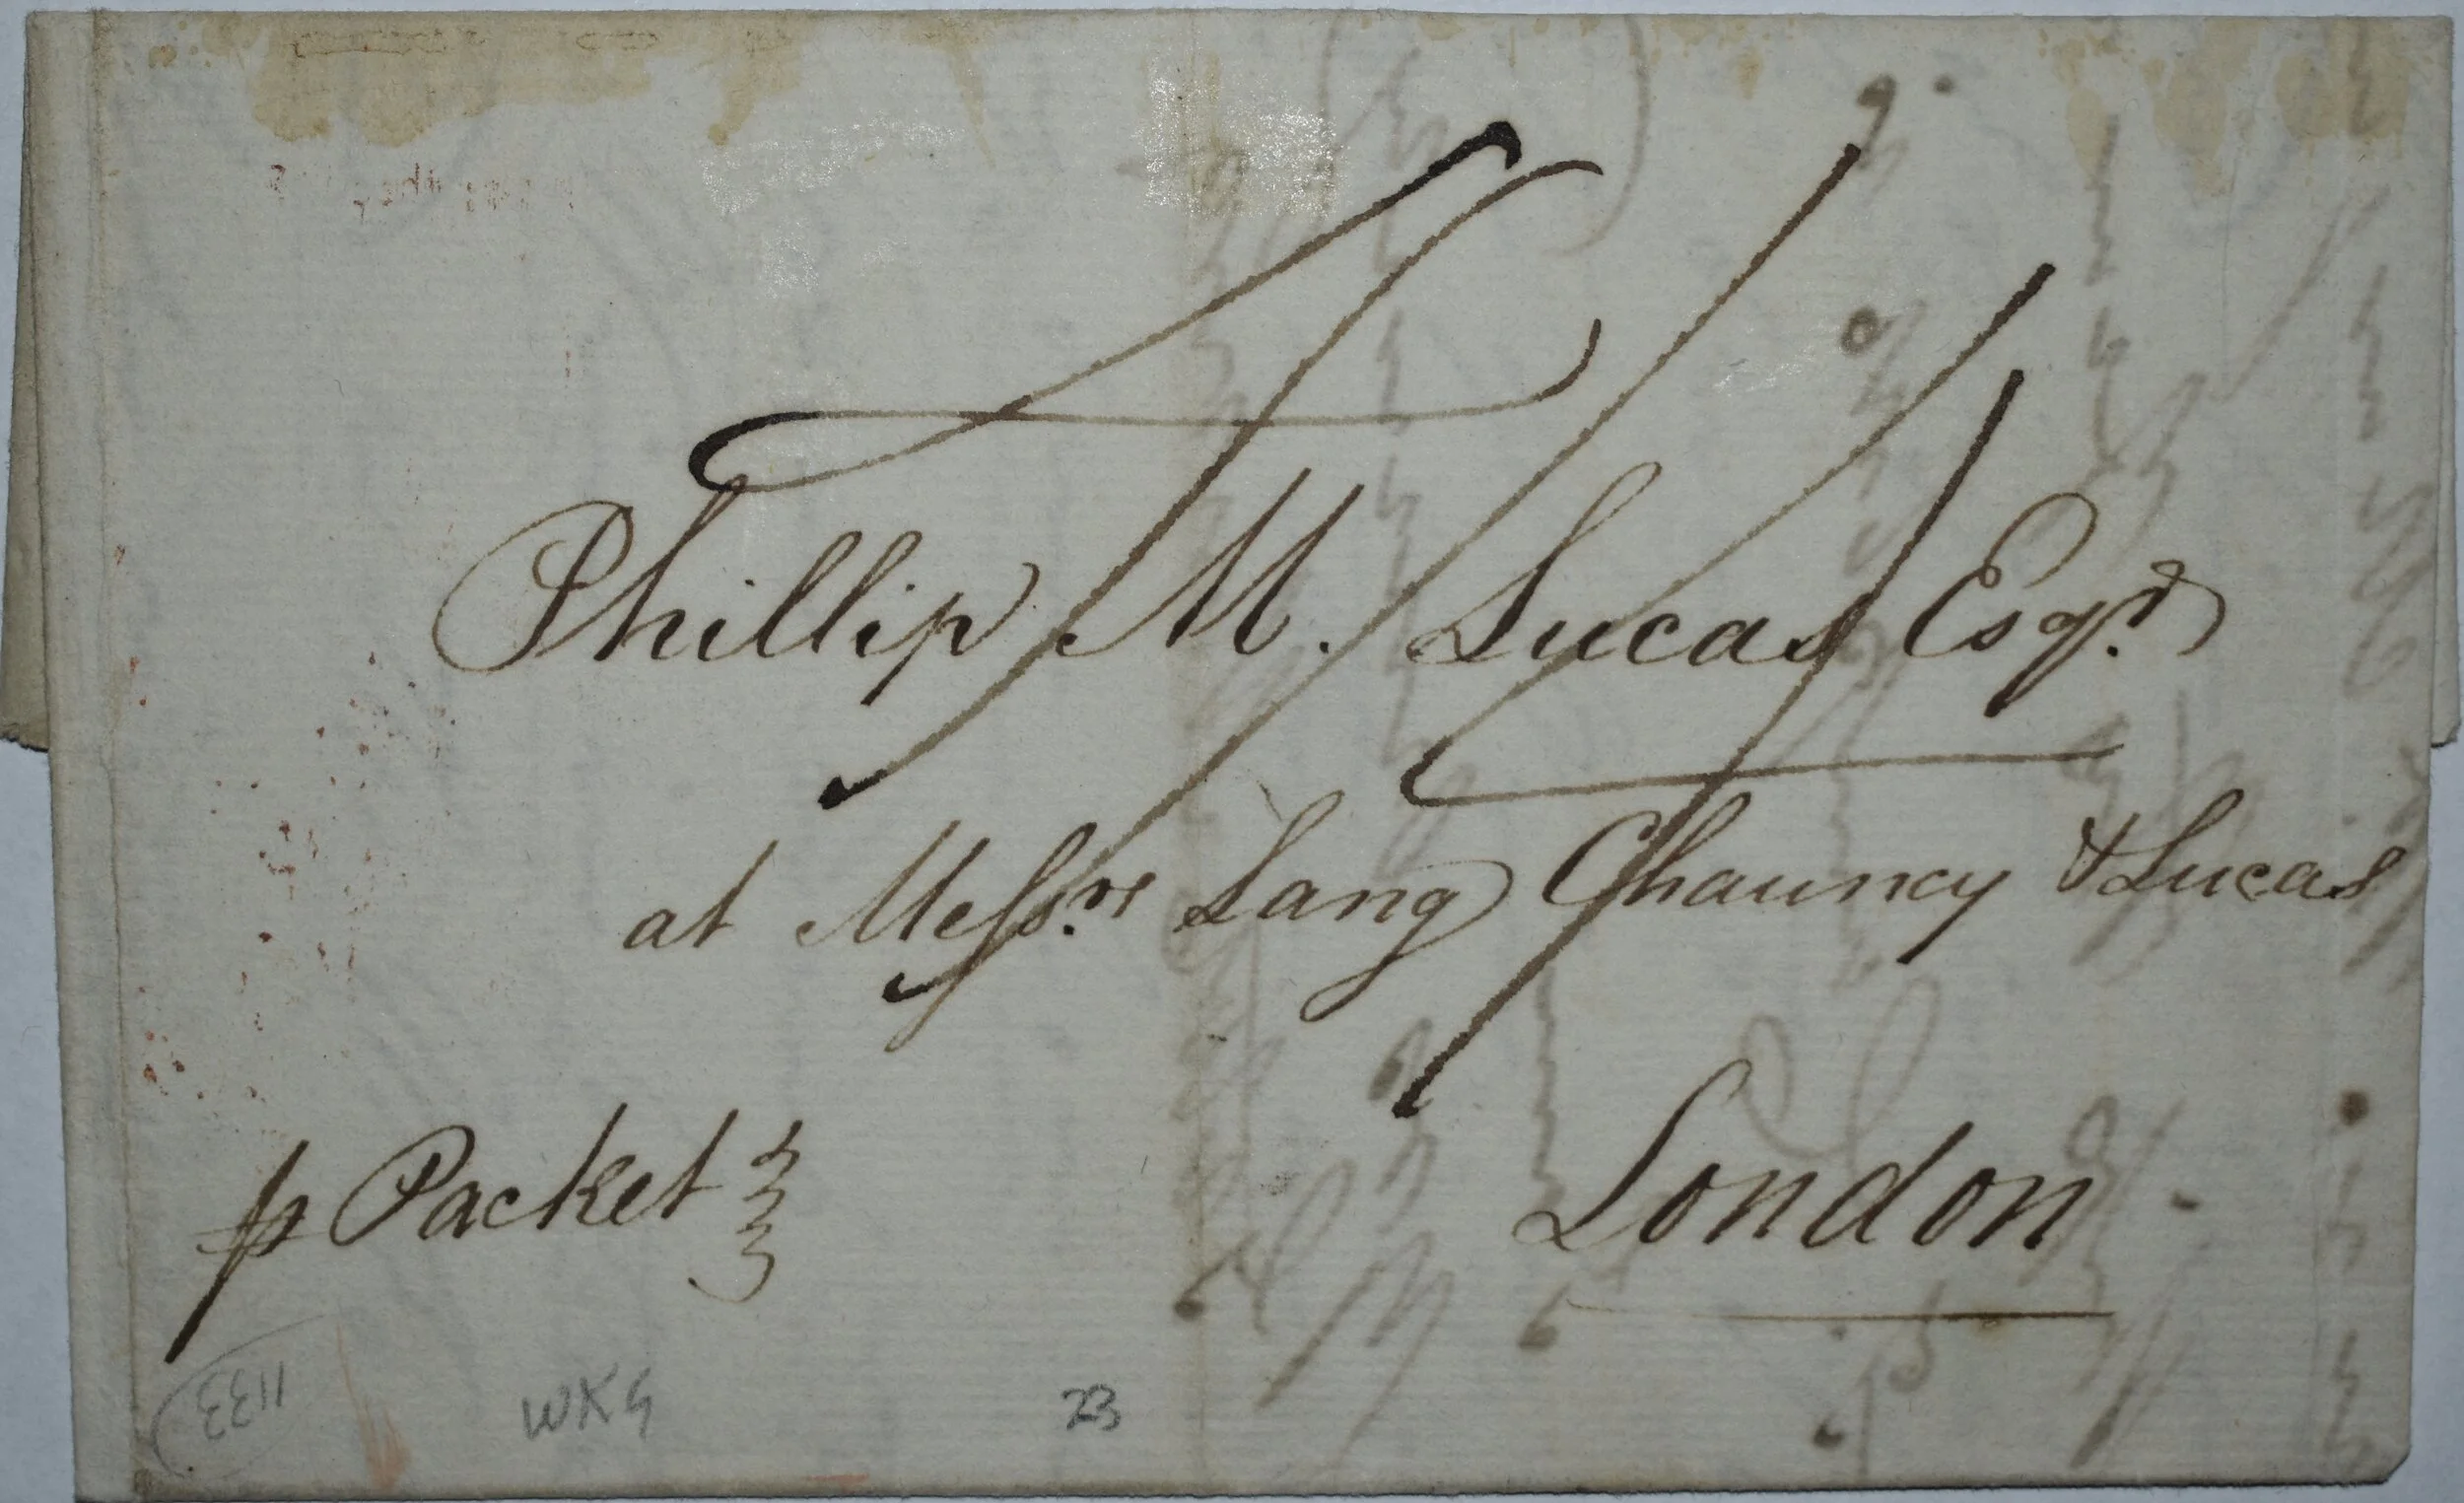 Phillip M. Lucas Esqr.
at Messrs. Lang Chauncy & Lucas
London
p Packet
1133
WKG
23